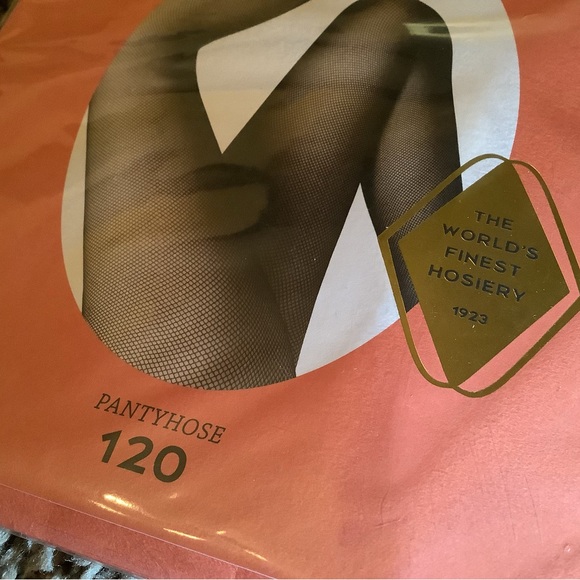 THE
WORLD'S
FINEST
HOSIERY
1923
PANTYHOSE
120